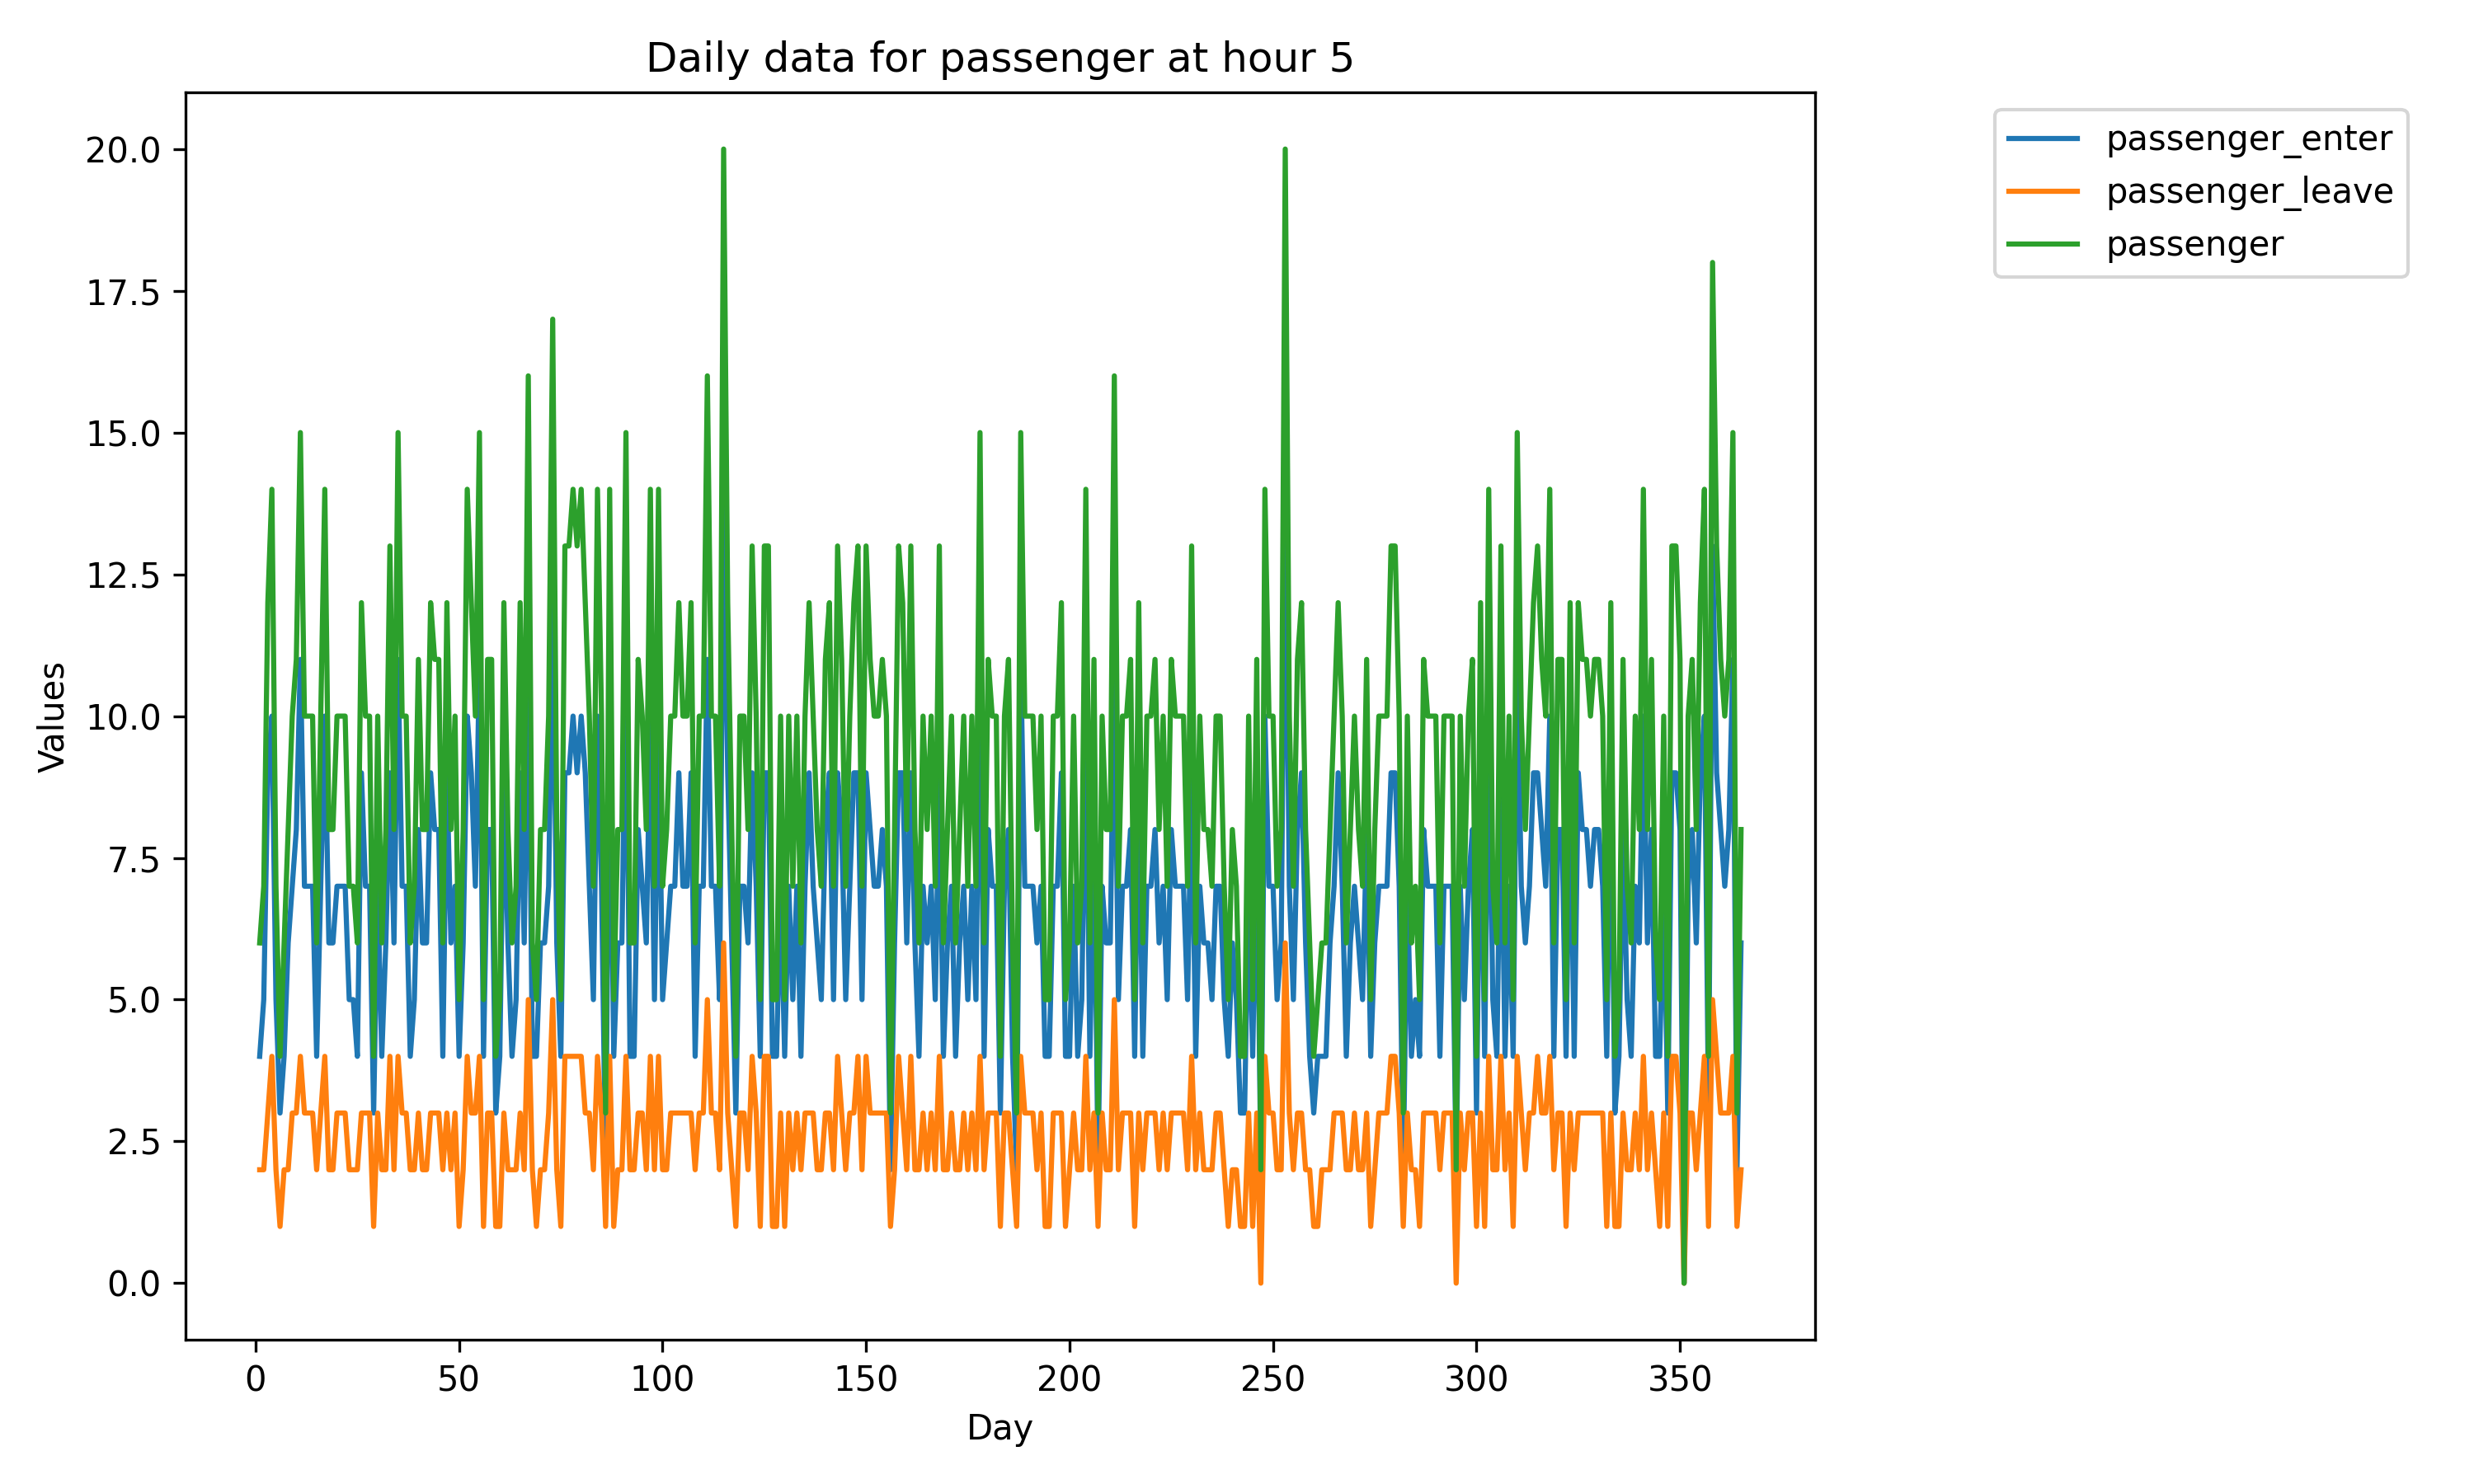 Daily data for passenger at hour 5
passenger_enter
passenger_leave
passenger
Values
20.0
17.5
15.0
12.5
10.0
7.5
5.0
2.5
0.0
0 50 100 150 200 250 300 350
Day